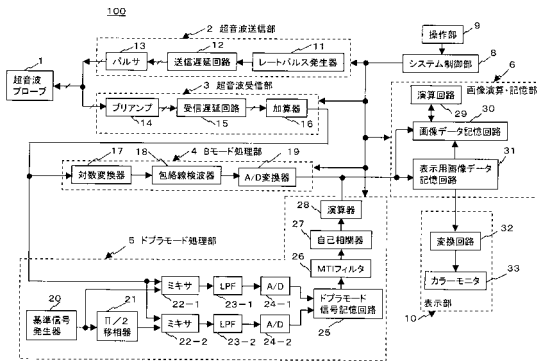 100
2 超音波送信部
13 12 11
パルサ 送信遅延回路 レートパルス発生器
1
超音波プローブ
3 超音波受信部
プリアンプ 受信遅延回路 加算器
14 15 16
9
操作部
8
システム制御部
6
画像演算・記憶部
演算回路
29 30
画像データ記憶回路
31
表示用画像データ記憶回路
17 18 4 Bモード処理部 19
対数変換器 包絡線検波器 A/D変換器
28
演算器
27
自己相関器
26
MTIフィルタ
5 ドプラモード処理部
ミキサ LPF A/D
22-1 23-1 24-1
ドプラモード信号記憶回路
25
20 21
基準信号発生器 Π/2移相器
ミキサ LPF A/D
22-2 23-2 24-2
変換回路 32
カラーモニタ 33
表示部
10